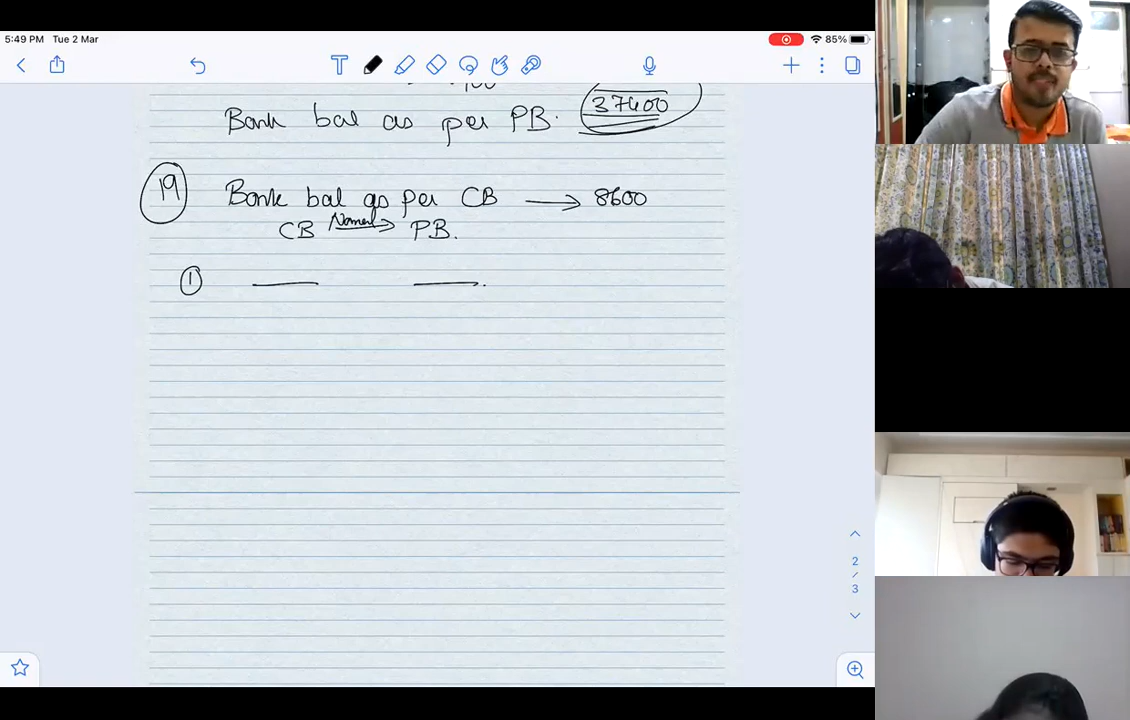 5:49 PM Tue 2 Mar
85%
T
Bank bal as per PB. 37400
19 Bank bal as per CB → 8600
CB → PB.
1
2
/
3